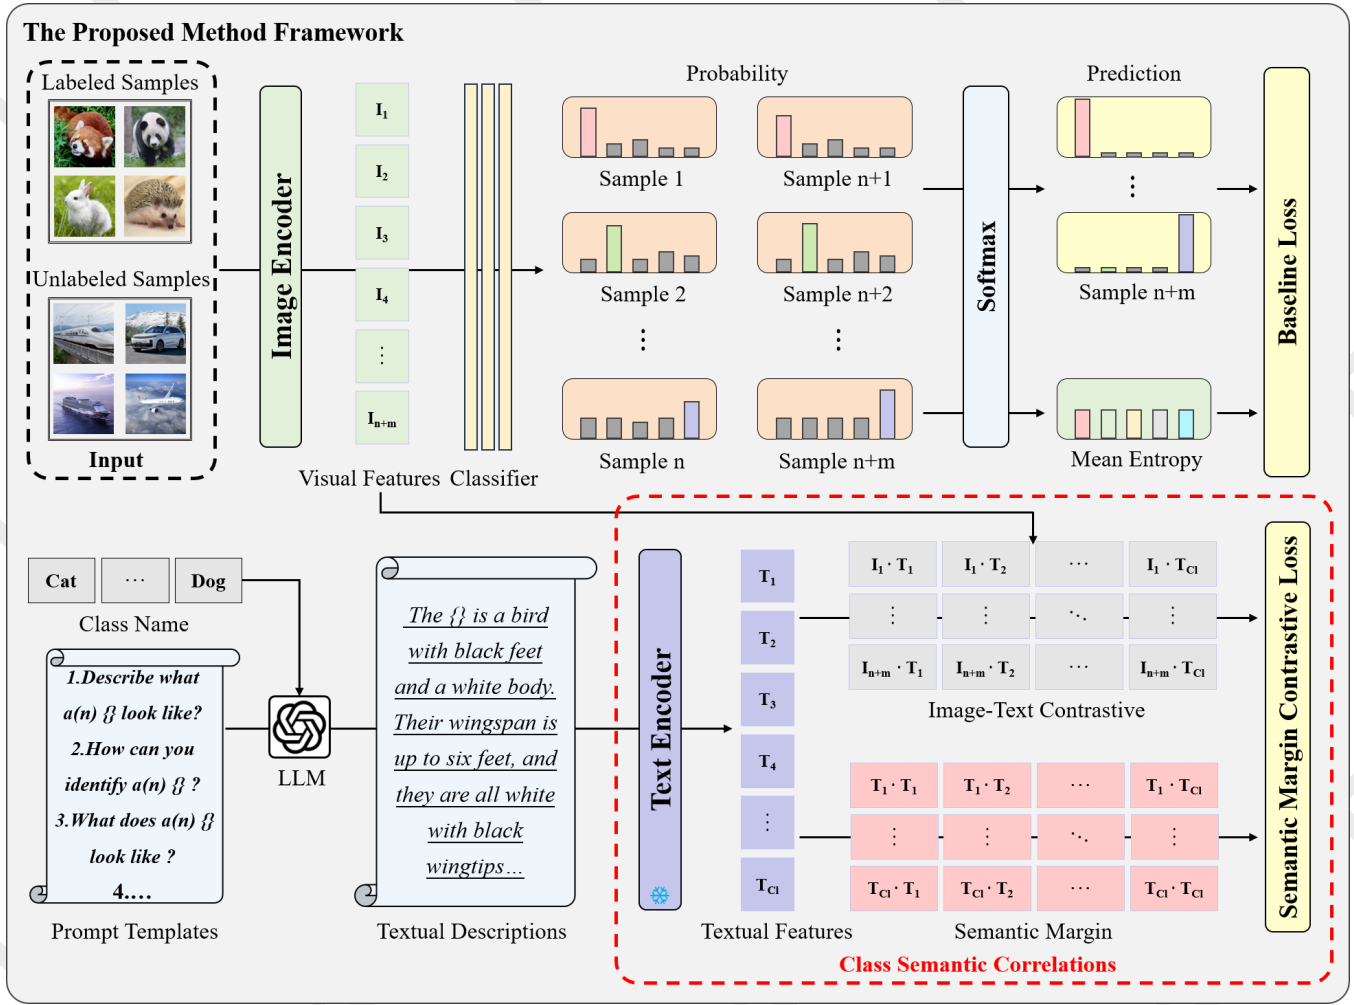 The Proposed Method Framework
Labeled Samples
Unlabeled Samples
Input
Image Encoder
I1
I2
I3
I4
⋮
In+m
Visual Features
Classifier
Probability
Sample 1
Sample n+1
Sample 2
Sample n+2
⋮
⋮
Sample n
Sample n+m
Softmax
Prediction
⋮
Sample n+m
Mean Entropy
Baseline Loss
Cat
⋯
Dog
Class Name
1.Describe what
a(n) {} look like?
2.How can you
identify a(n) {} ?
3.What does a(n) {}
look like ?
4.…
Prompt Templates
LLM
The {} is a bird
with black feet
and a white body.
Their wingspan is
up to six feet, and
they are all white
with black
wingtips…
Textual Descriptions
Text Encoder
T1
T2
T3
T4
⋮
TCl
Textual Features
I1 · T1 I1 · T2 ⋯ I1 · TCl
⋮ ⋮ ⋱ ⋮
In+m · T1 In+m · T2 ⋯ In+m · TCl
Image-Text Contrastive
T1 · T1 T1 · T2 ⋯ T1 · TCl
⋮ ⋮ ⋱ ⋮
TCl · T1 TCl · T2 ⋯ TCl · TCl
Semantic Margin
Class Semantic Correlations
Semantic Margin Contrastive Loss